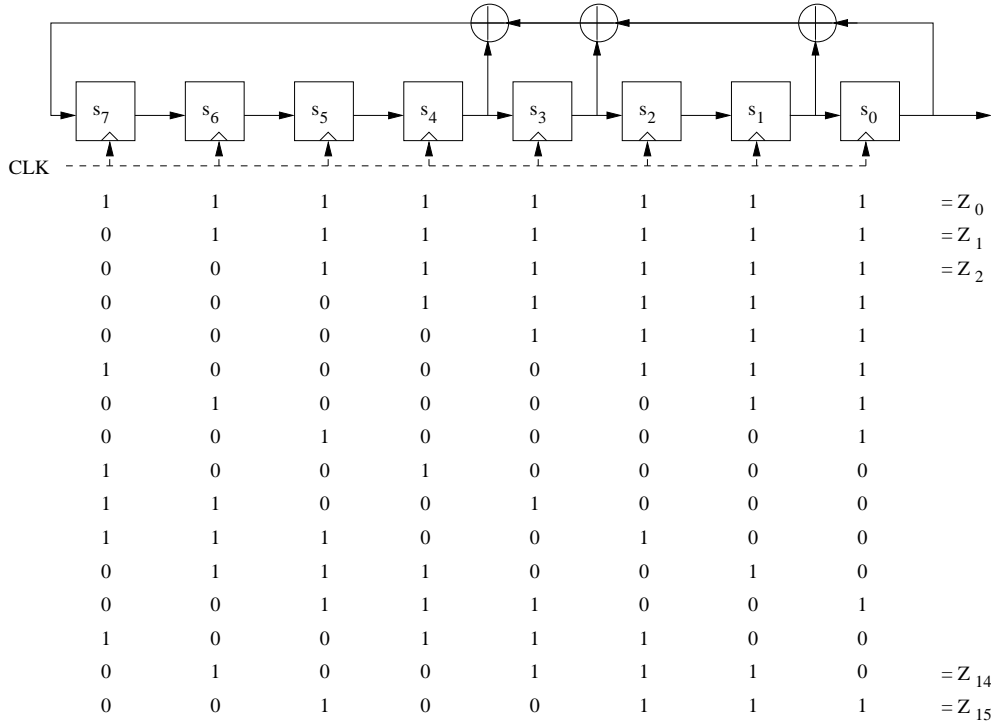 s7 s6 s5 s4 s3 s2 s1 s0
CLK
1 1 1 1 1 1 1 1 = Z 0
0 1 1 1 1 1 1 1 = Z 1
0 0 1 1 1 1 1 1 = Z 2
0 0 0 1 1 1 1 1
0 0 0 0 1 1 1 1
1 0 0 0 0 1 1 1
0 1 0 0 0 0 1 1
0 0 1 0 0 0 0 1
1 0 0 1 0 0 0 0
1 1 0 0 1 0 0 0
1 1 1 0 0 1 0 0
0 1 1 1 0 0 1 0
0 0 1 1 1 0 0 1
1 0 0 1 1 1 0 0
0 1 0 0 1 1 1 0 = Z 14
0 0 1 0 0 1 1 1 = Z 15